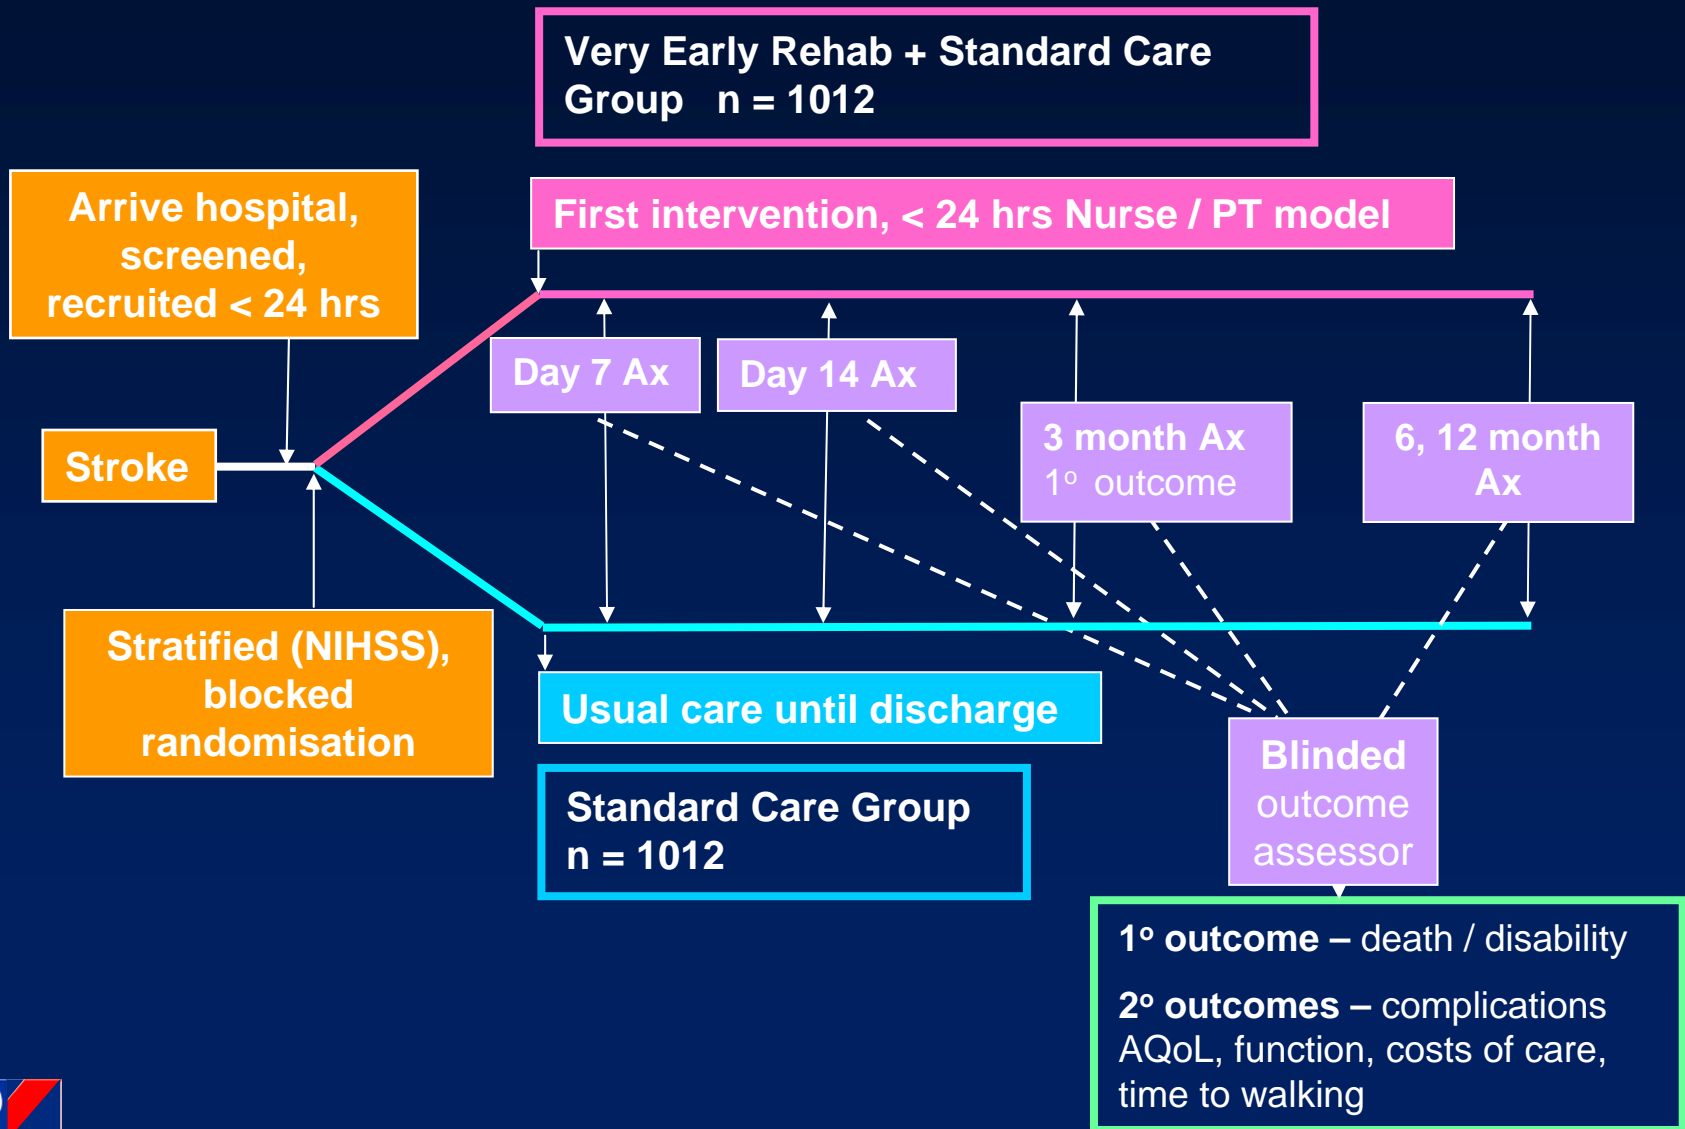 Very Early Rehab + Standard Care
Group n = 1012
Arrive hospital,
screened,
recruited < 24 hrs
First intervention, < 24 hrs Nurse / PT model
Day 7 Ax
Day 14 Ax
3 month Ax
1º outcome
6, 12 month
Ax
Stroke
Stratified (NIHSS),
blocked
randomisation
Usual care until discharge
Standard Care Group
n = 1012
Blinded
outcome
assessor
1º outcome – death / disability
2º outcomes – complications
AQoL, function, costs of care,
time to walking